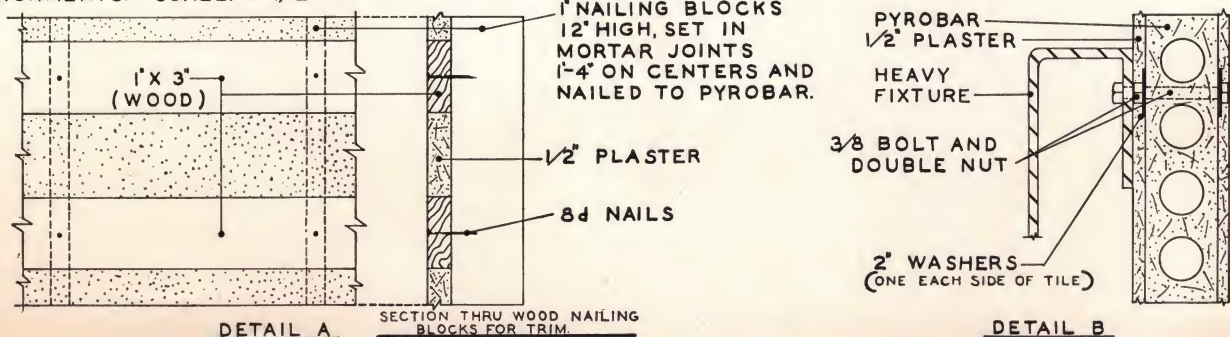 1" NAILING BLOCKS
12" HIGH, SET IN
MORTAR JOINTS
1'-4" ON CENTERS AND
NAILED TO PYROBAR.
1" X 3"
(WOOD)
1/2" PLASTER
8d NAILS
DETAIL A
SECTION THRU WOOD NAILING
BLOCKS FOR TRIM.
PYROBAR
1/2" PLASTER
HEAVY
FIXTURE
3/8 BOLT AND
DOUBLE NUT
2" WASHERS
(ONE EACH SIDE OF TILE)
DETAIL B